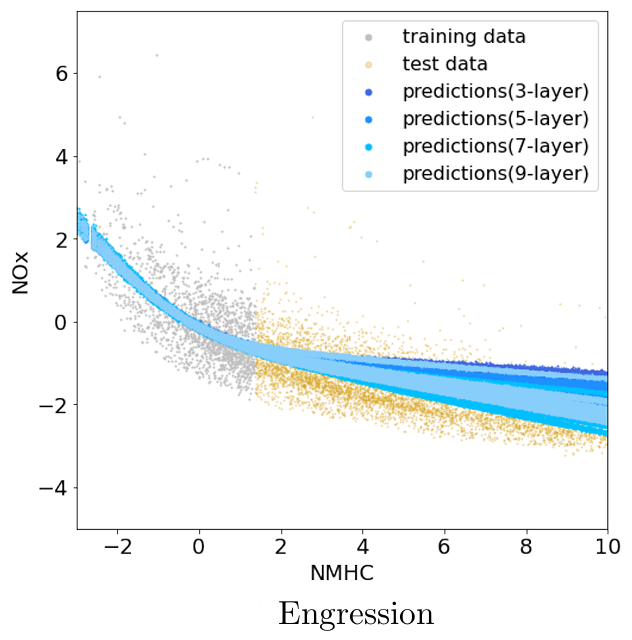 training data
test data
predictions(3-layer)
predictions(5-layer)
predictions(7-layer)
predictions(9-layer)
NOx
6
4
2
0
−2
−4
−2 0 2 4 6 8 10
NMHC
Engression